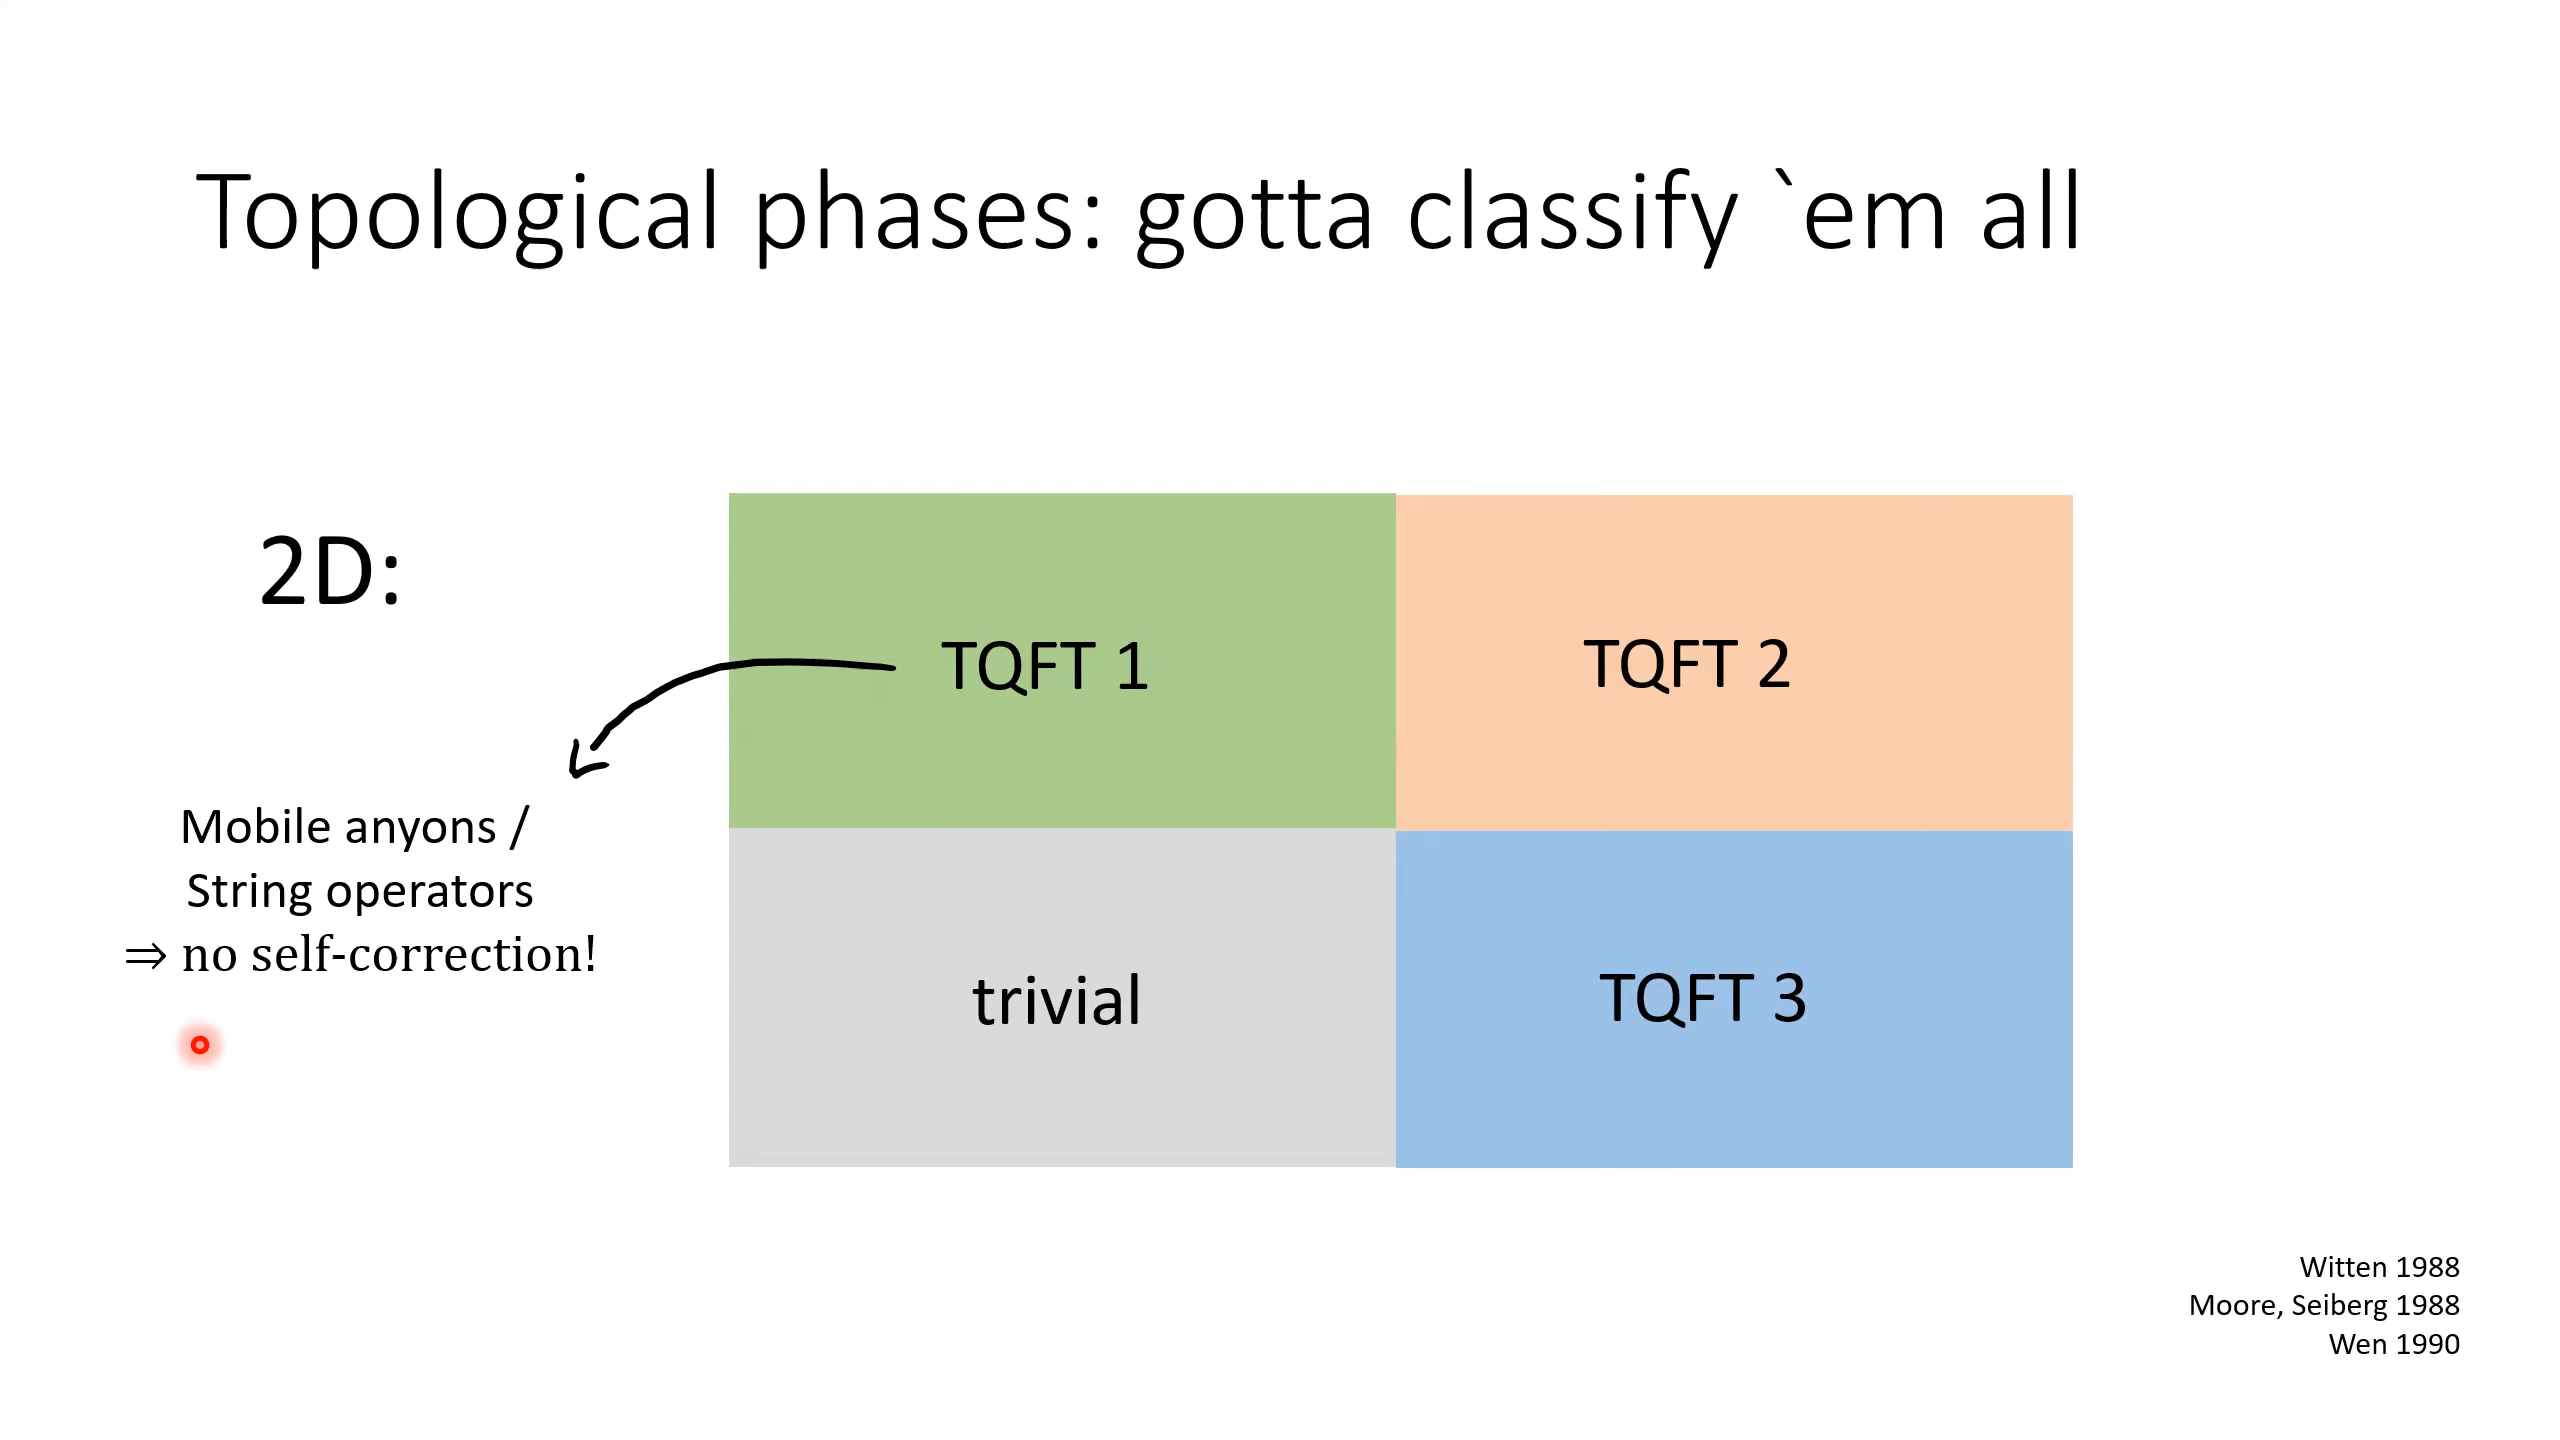 Topological phases: gotta classify `em all
2D:
TQFT 1
TQFT 2
Mobile anyons /
String operators
⇒ no self-correction!
trivial
TQFT 3
Witten 1988
Moore, Seiberg 1988
Wen 1990